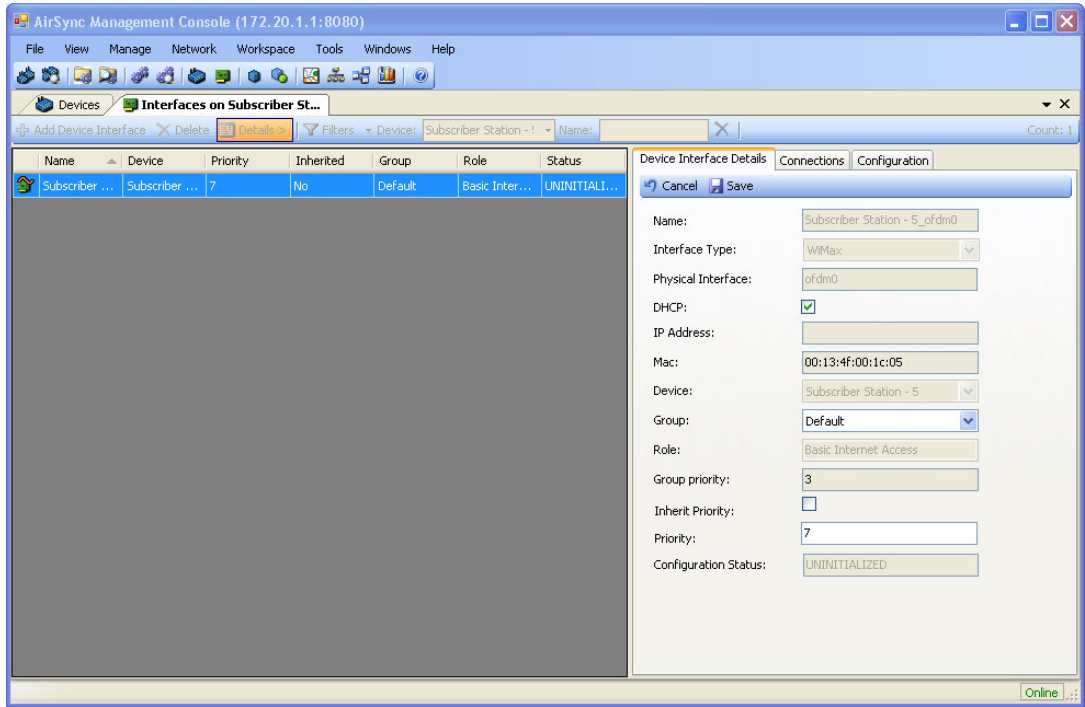 AirSync Management Console (172.20.1.1:8080)
File View Manage Network Workspace Tools Windows Help
Devices Interfaces on Subscriber St...
Add Device Interface Delete Details > Filters Device: Subscriber Station - ! Name: Count: 1
Name Device Priority Inherited Group Role Status
Subscriber ... Subscriber ... 7 No Default Basic Inter... UNINITIALI...
Device Interface Details Connections Configuration
Cancel Save
Name: Subscriber Station - 5_ofdm0
Interface Type: WiMax
Physical Interface: ofdm0
DHCP:
IP Address:
Mac: 00:13:4f:00:1c:05
Device: Subscriber Station - 5
Group: Default
Role: Basic Internet Access
Group priority: 3
Inherit Priority:
Priority: 7
Configuration Status: UNINITIALIZED
Online